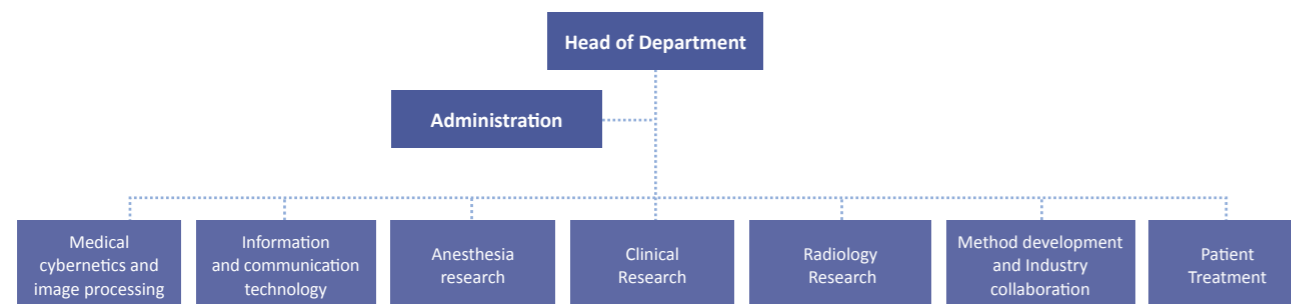 Head of Department
Administration
Medical
cybernetics and
image processing
Information
and communication
technology
Anesthesia
research
Clinical
Research
Radiology
Research
Method development
and Industry
collaboration
Patient
Treatment